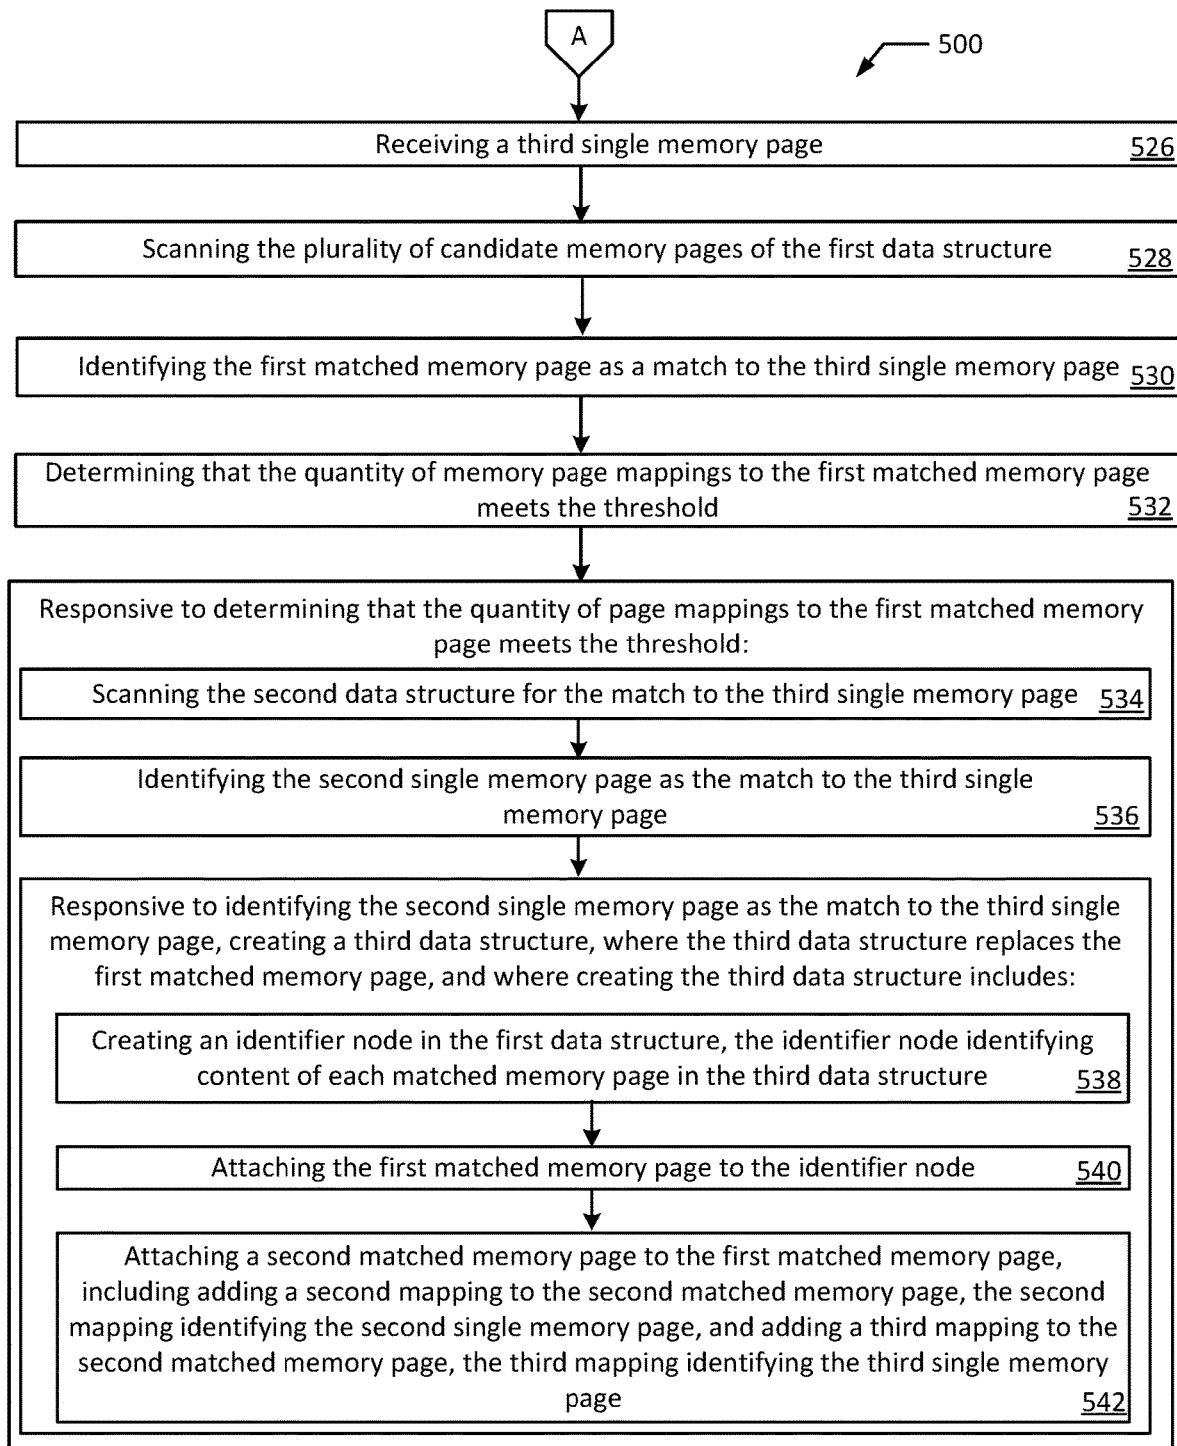 A
500
Receiving a third single memory page
526
Scanning the plurality of candidate memory pages of the first data structure
528
Identifying the first matched memory page as a match to the third single memory page
530
Determining that the quantity of memory page mappings to the first matched memory page
meets the threshold
532
Responsive to determining that the quantity of page mappings to the first matched memory
page meets the threshold:
Scanning the second data structure for the match to the third single memory page
534
Identifying the second single memory page as the match to the third single
memory page
536
Responsive to identifying the second single memory page as the match to the third single
memory page, creating a third data structure, where the third data structure replaces the
first matched memory page, and where creating the third data structure includes:
Creating an identifier node in the first data structure, the identifier node identifying
content of each matched memory page in the third data structure
538
Attaching the first matched memory page to the identifier node
540
Attaching a second matched memory page to the first matched memory page,
including adding a second mapping to the second matched memory page, the second
mapping identifying the second single memory page, and adding a third mapping to the
second matched memory page, the third mapping identifying the third single memory
page
542